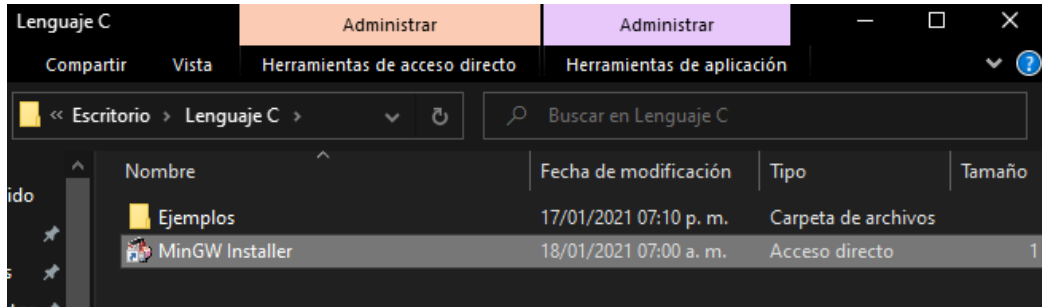 Lenguaje C Administrar Administrar
Compartir Vista Herramientas de acceso directo Herramientas de aplicación ?
« Escritorio > Lenguaje C > Buscar en Lenguaje C
Nombre Fecha de modificación Tipo Tamaño
ido
Ejemplos 17/01/2021 07:10 p. m. Carpeta de archivos
MinGW Installer 18/01/2021 07:00 a. m. Acceso directo 1
s